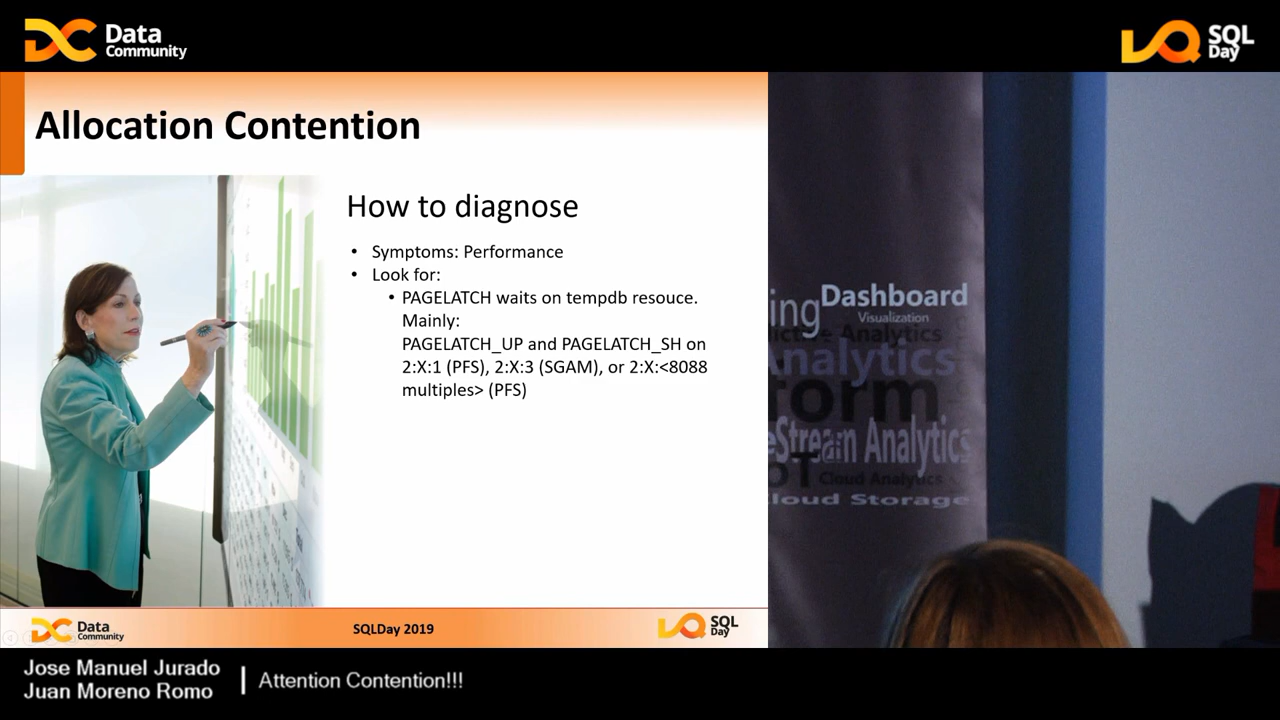 Data
Community
SQL
Day
Allocation Contention
How to diagnose
• Symptoms: Performance
• Look for:
• PAGELATCH waits on tempdb resouce.
Mainly:
PAGELATCH_UP and PAGELATCH_SH on
2:X:1 (PFS), 2:X:3 (SGAM), or 2:X:<8088
multiples> (PFS)
ing Dashboard
Visualization
Analytics
Analytics
orm
eStream Analytics
oT Cloud Analytics
loud Storage
Data
Community
SQLDay 2019
SQL
Day
Jose Manuel Jurado
Juan Moreno Romo
Attention Contention!!!